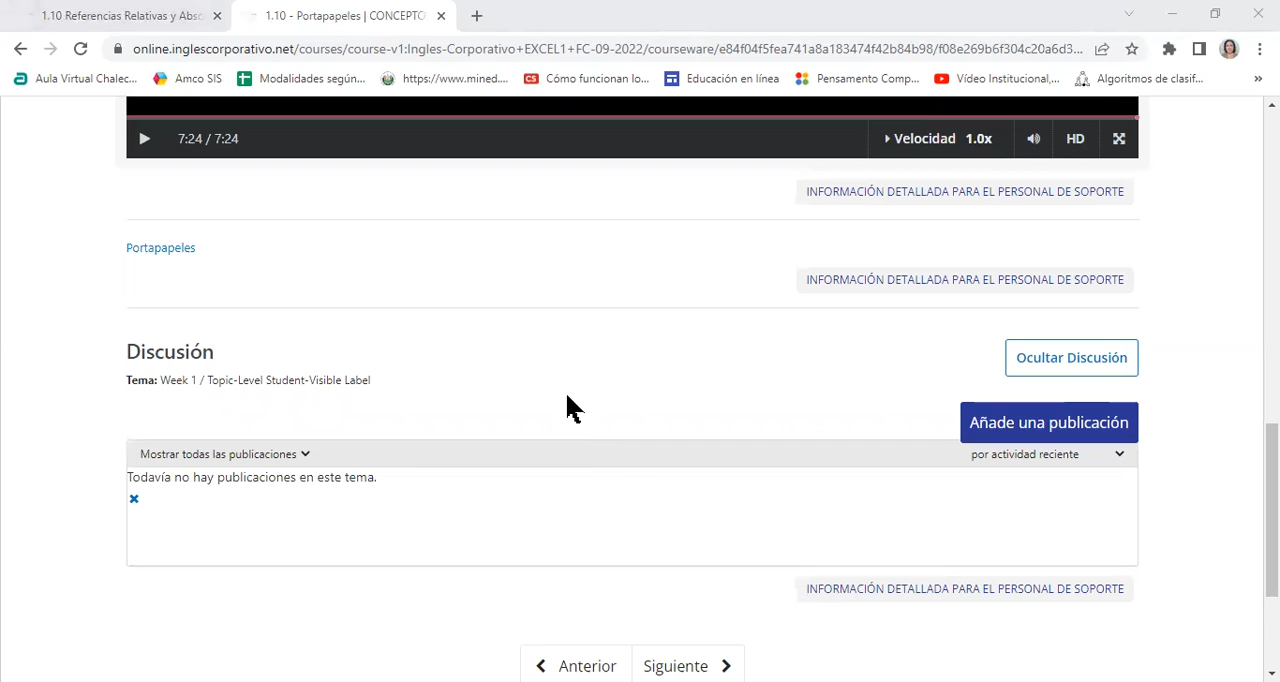 1.10 Referencias Relativas y Abso
1.10 - Portapapeles | CONCEPTO
online.inglescorporativo.net/courses/course-v1:Ingles-Corporativo+EXCEL1+FC-09-2022/courseware/e84f04f5fea741a8a183474f42b84b98/f08e269b6f304c20a6d3...
Aula Virtual Chalec...
Amco SIS
Modalidades según...
https://www.mined...
CS Cómo funcionan lo...
Educación en línea
Pensamento Comp...
Vídeo Institucional,...
Algoritmos de clasif...
»
7:24 / 7:24
Velocidad 1.0x
HD
INFORMACIÓN DETALLADA PARA EL PERSONAL DE SOPORTE
Portapapeles
INFORMACIÓN DETALLADA PARA EL PERSONAL DE SOPORTE
Discusión
Ocultar Discusión
Tema: Week 1 / Topic-Level Student-Visible Label
Añade una publicación
Mostrar todas las publicaciones
por actividad reciente
Todavía no hay publicaciones en este tema.
INFORMACIÓN DETALLADA PARA EL PERSONAL DE SOPORTE
Anterior
Siguiente